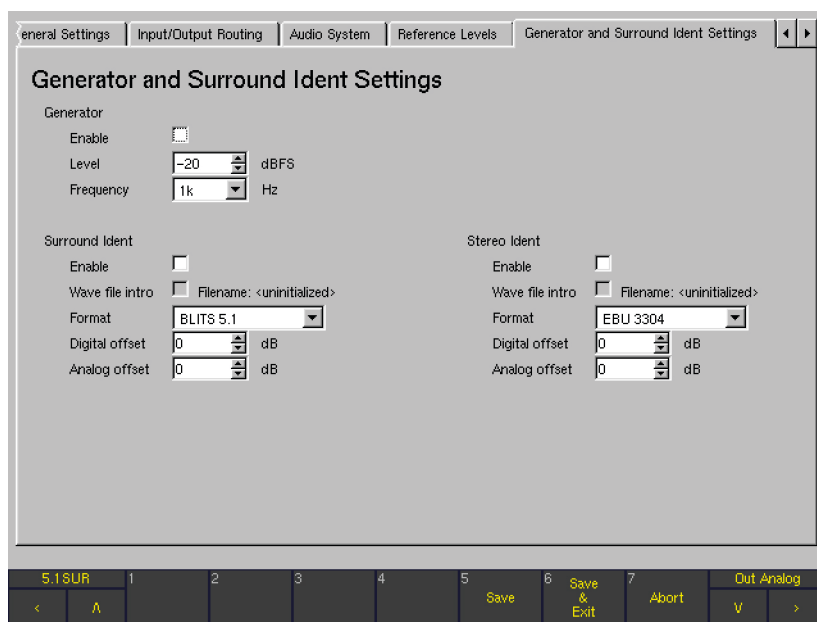 eneral Settings
Input/Output Routing
Audio System
Reference Levels
Generator and Surround Ident Settings
Generator and Surround Ident Settings
Generator
Enable
Level -20 dBFS
Frequency 1k Hz
Surround Ident
Enable
Wave file intro Filename: <uninitialized>
Format BLITS 5.1
Digital offset 0 dB
Analog offset 0 dB
Stereo Ident
Enable
Wave file intro Filename: <uninitialized>
Format EBU 3304
Digital offset 0 dB
Analog offset 0 dB
5.1SUR
< Λ
1
2
3
4
5 Save
6 Save
&
Exit
7 Abort
Out Analog
V >